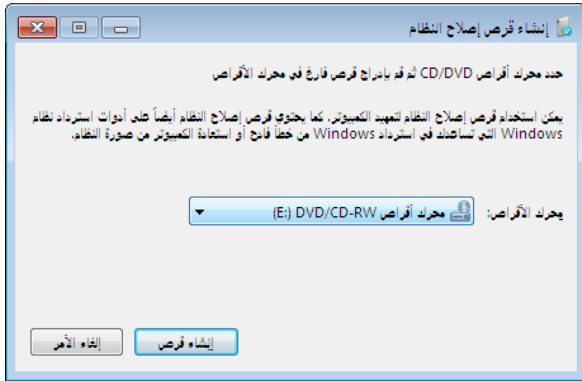 إنشاء قرص إصلاح النظام
حدد محرك أقراص CD/DVD ثم قم بإدراج قرص فارغ في محرك الأقراص
يمكن استخدام قرص إصلاح النظام لتمهيد الكمبيوتر. كما يحتوي قرص إصلاح النظام أيضاً على أدوات استرداد نظام
Windows التي تساعدك في استرداد Windows من خطأ فادح أو استعادة الكمبيوتر من صورة النظام.
محرك الأقراص: محرك أقراص DVD/CD-RW (E:)
إنشاء قرص إلغاء الأمر